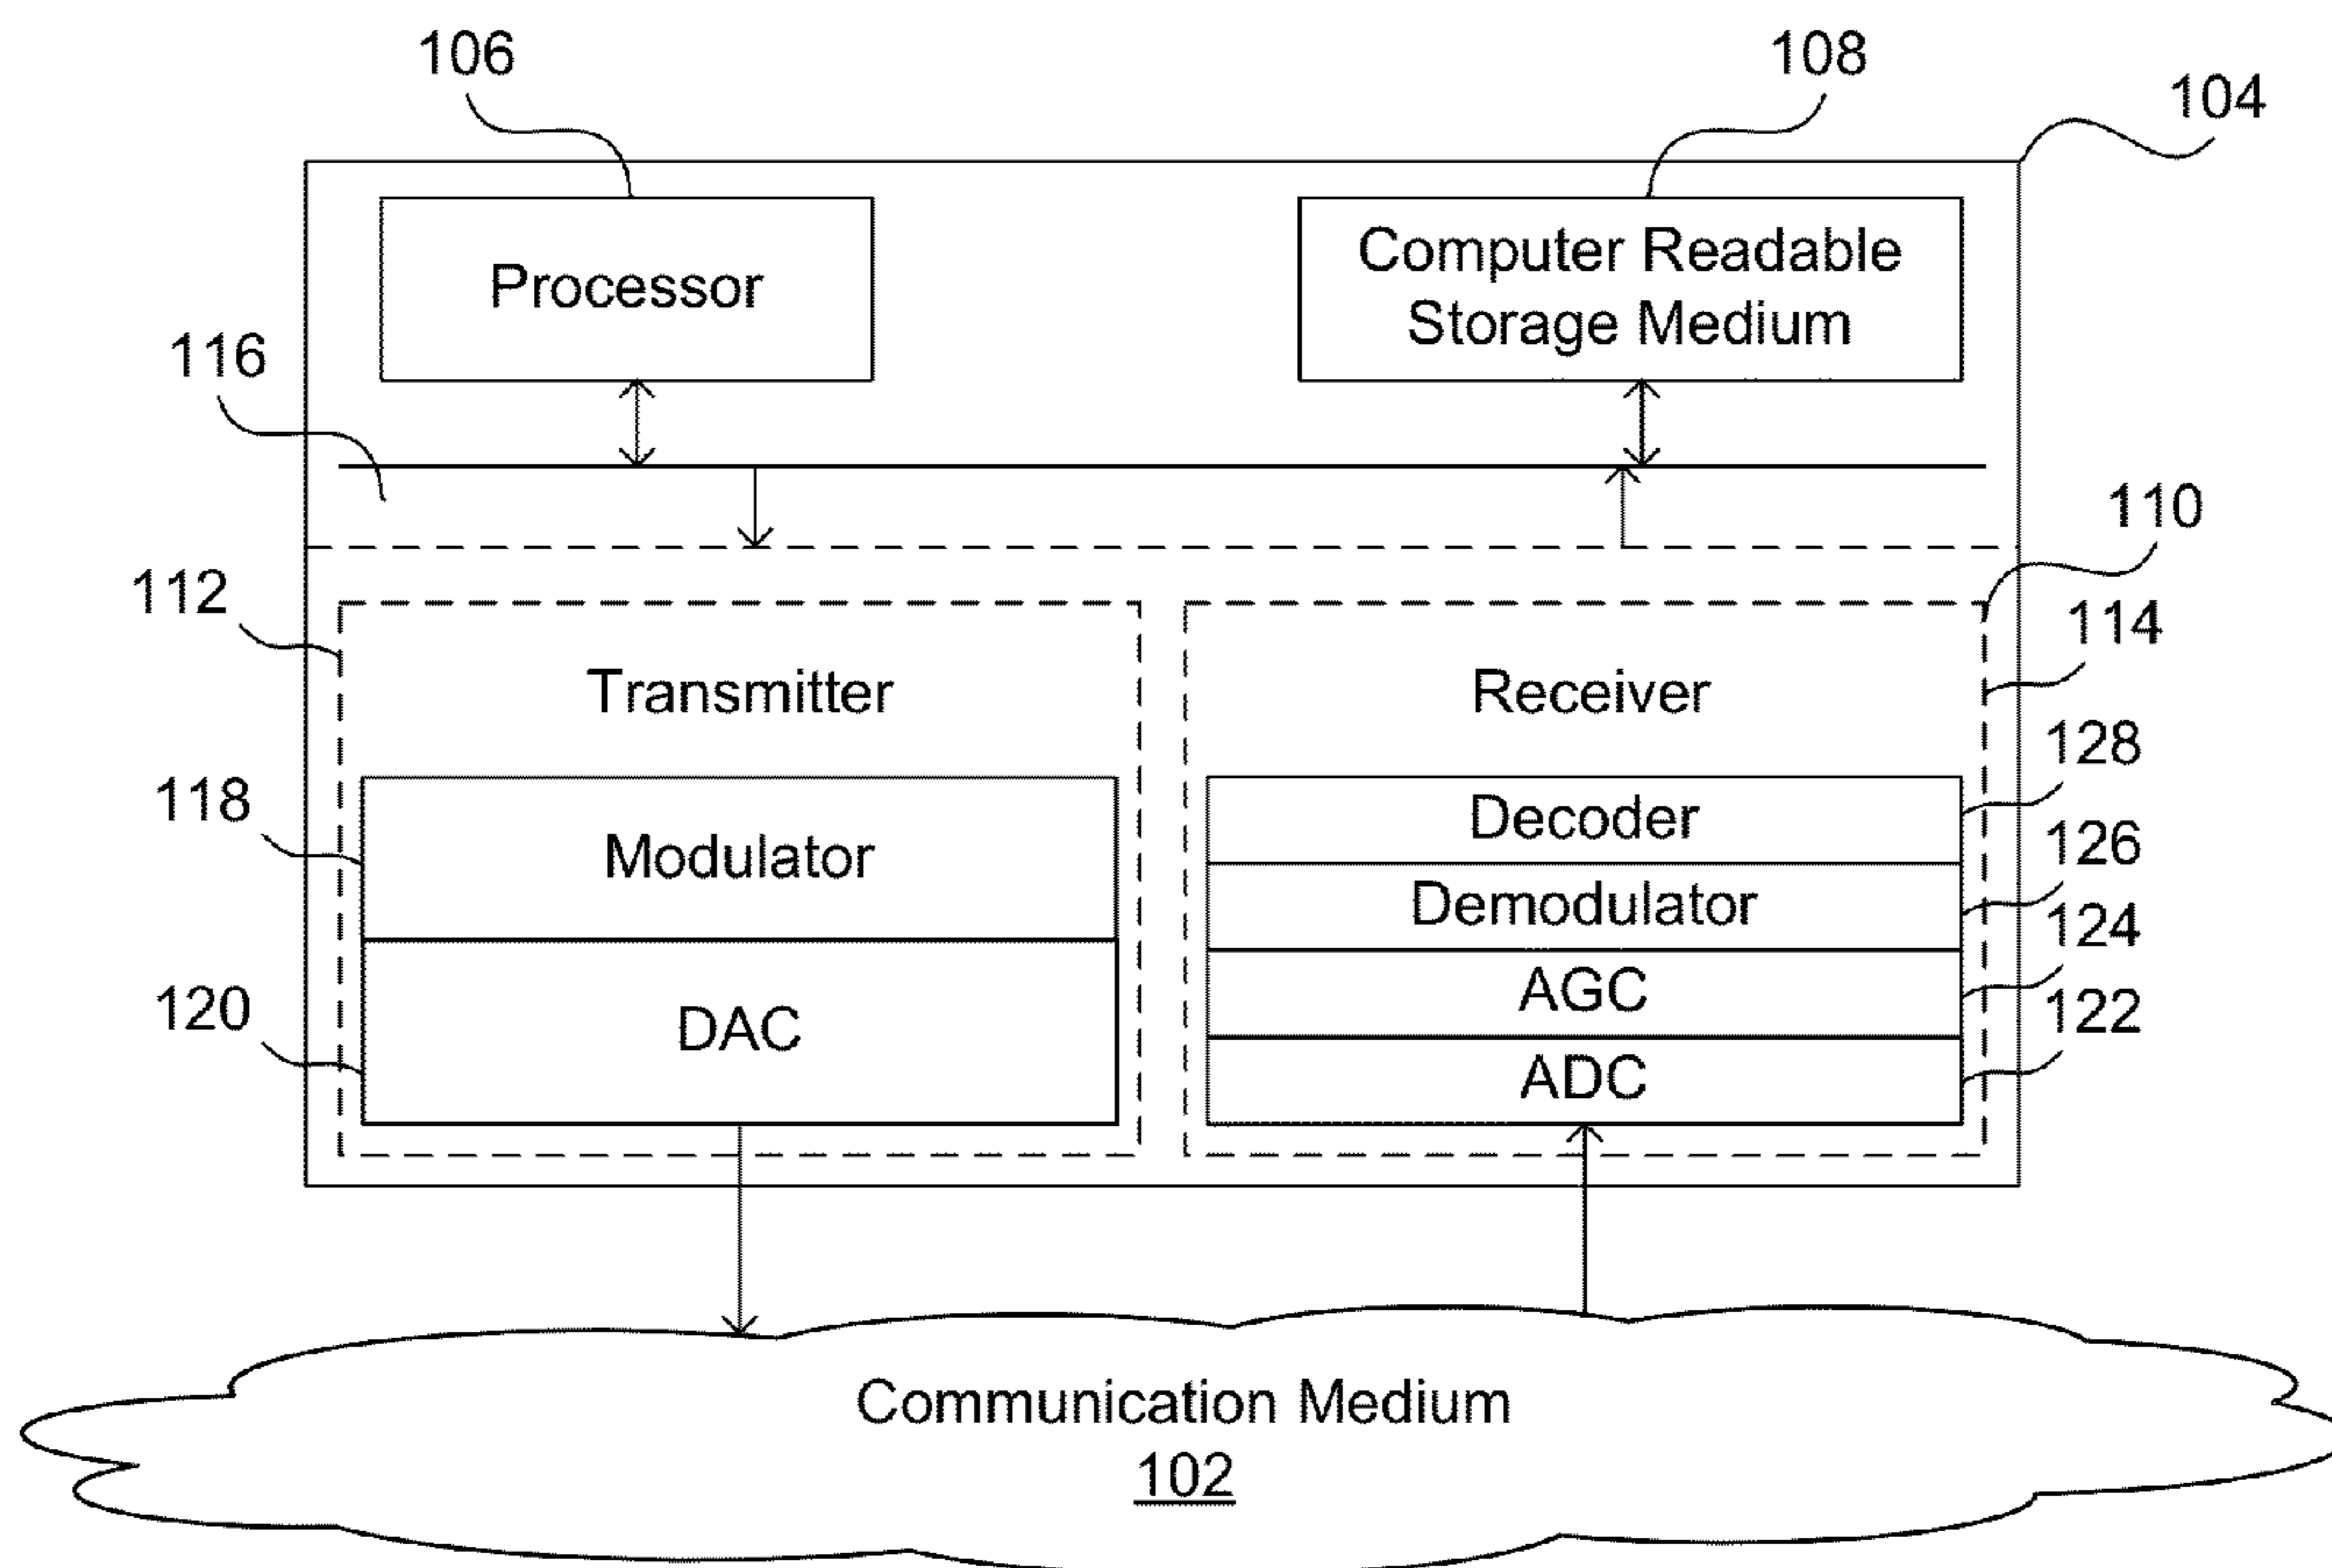 106
108
104
Processor
Computer Readable
Storage Medium
116
110
112
114
Transmitter
Receiver
128
118
Decoder
126
Modulator
Demodulator
124
AGC
120
122
DAC
ADC
Communication Medium
102